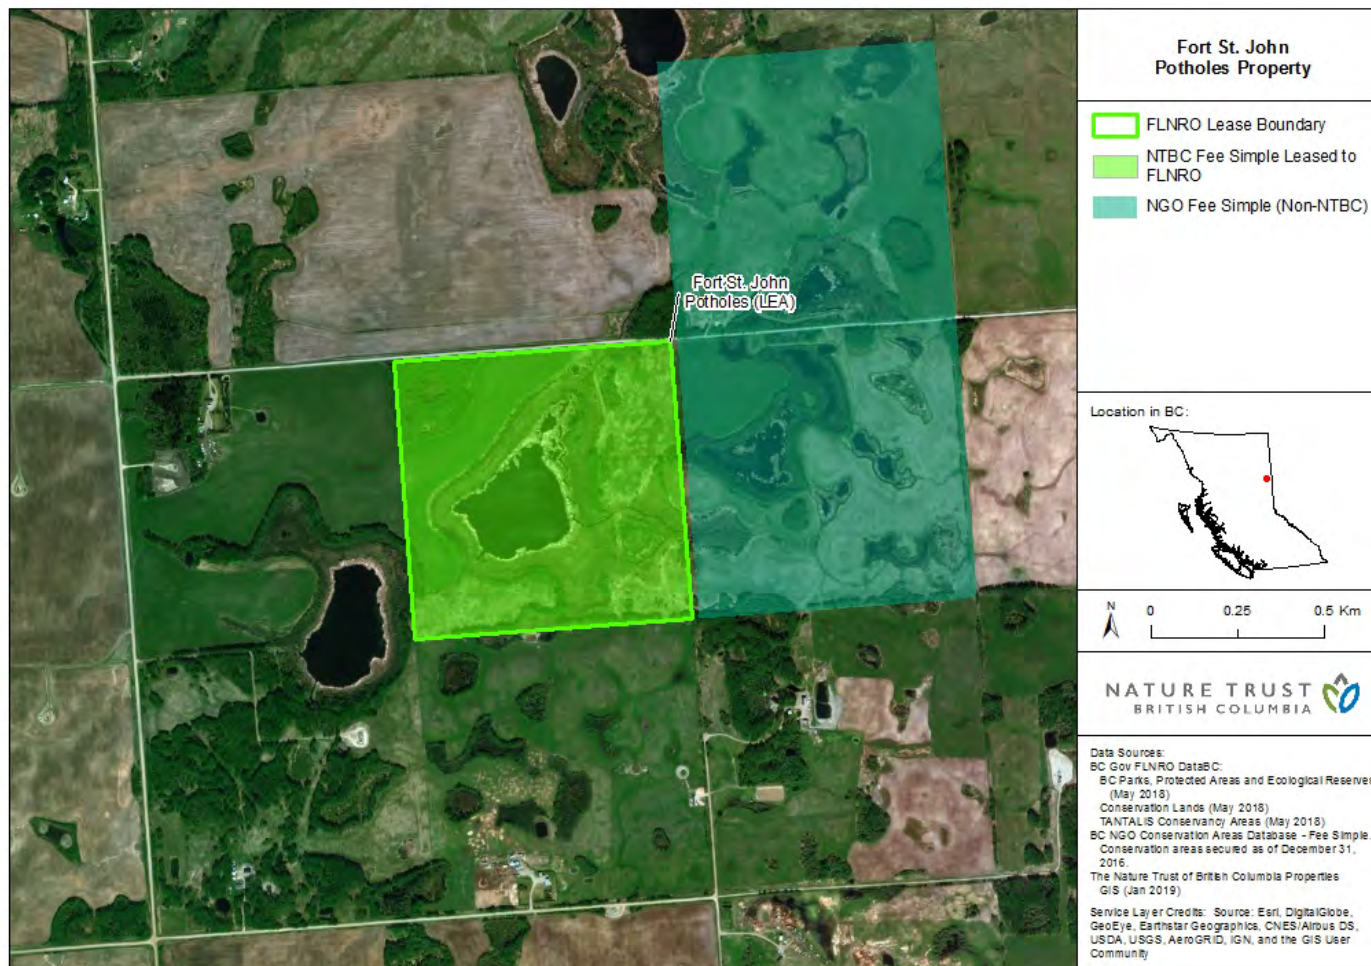 Fort St. John
Potholes Property
FLNRO Lease Boundary
NTBC Fee Simple Leased to
FLNRO
NGO Fee Simple (Non-NTBC)
Fort St. John
Potholes (LEA)
Location in BC:
N
0 0.25 0.5 Km
NATURE TRUST
BRITISH COLUMBIA
Data Sources:
BC Gov FLNRO DataBC:
BC Parks, Protected Areas and Ecological Reserves
(May 2018)
Conservation Lands (May 2018)
TANTALIS Conservancy Areas (May 2018)
BC NGO Conservation Areas Database - Fee Simple.
Conservation areas secured as of December 31,
2016.
The Nature Trust of British Columbia Properties
GIS (Jan 2019)
Service Layer Credits: Source: Esri, DigitalGlobe,
GeoEye, Earthstar Geographics, CNES/Airbus DS,
USDA, USGS, AeroGRID, IGN, and the GIS User
Community